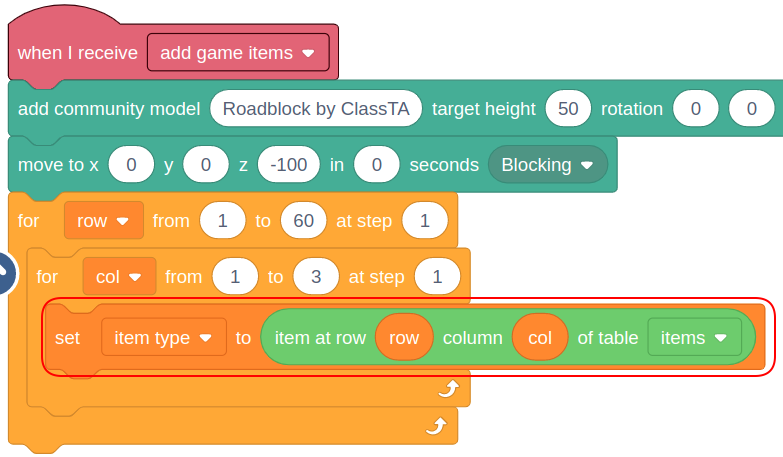 when I receive add game items
add community model Roadblock by ClassTA target height 50 rotation 0 0
move to x 0 y 0 z -100 in 0 seconds Blocking
for row from 1 to 60 at step 1
for col from 1 to 3 at step 1
set item type to item at row row column col of table items